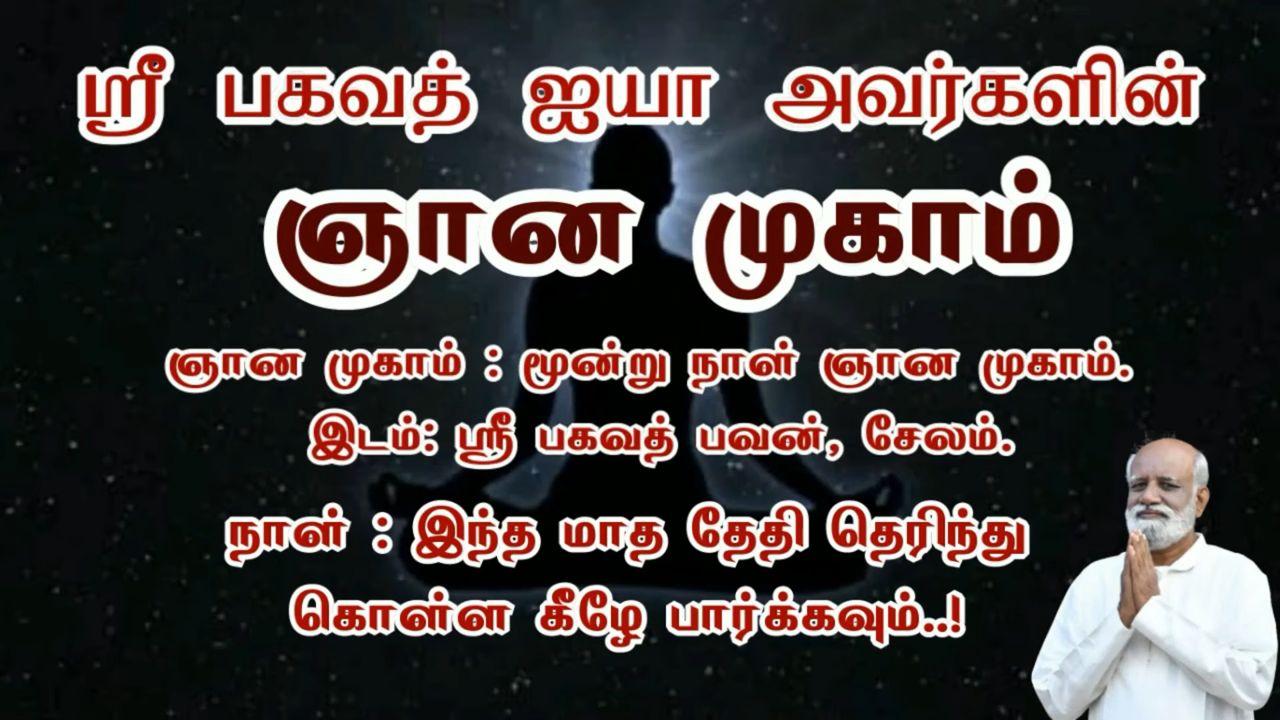 ஸ்ரீ பகவத் ஐயா அவர்களின்
ஞான முகாம்
ஞான முகாம் : மூன்று நாள் ஞான முகாம்.
இடம்: ஸ்ரீ பகவத் பவன், சேலம்.
நாள் : இந்த மாத தேதி தெரிந்து
கொள்ள கீழே பார்க்கவும்..!